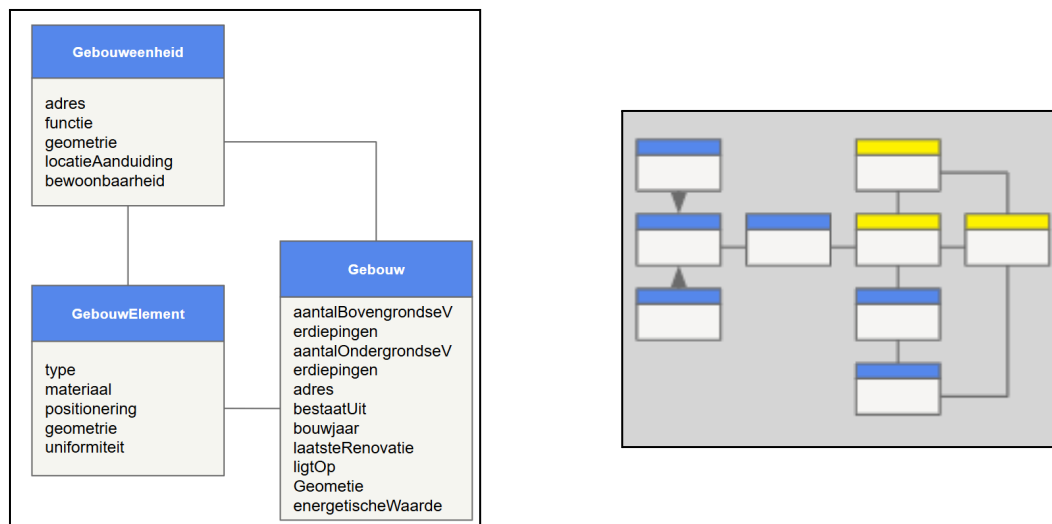 Gebouweenheid
adres
functie
geometrie
locatieAanduiding
bewoonbaarheid
GebouwElement
type
materiaal
positionering
geometrie
uniformiteit
Gebouw
aantalBovengrondseV
erdiepingen
aantalOndergrondseV
erdiepingen
adres
bestaatUit
bouwjaar
laatsteRenovatie
ligtOp
Geometie
energetischeWaarde